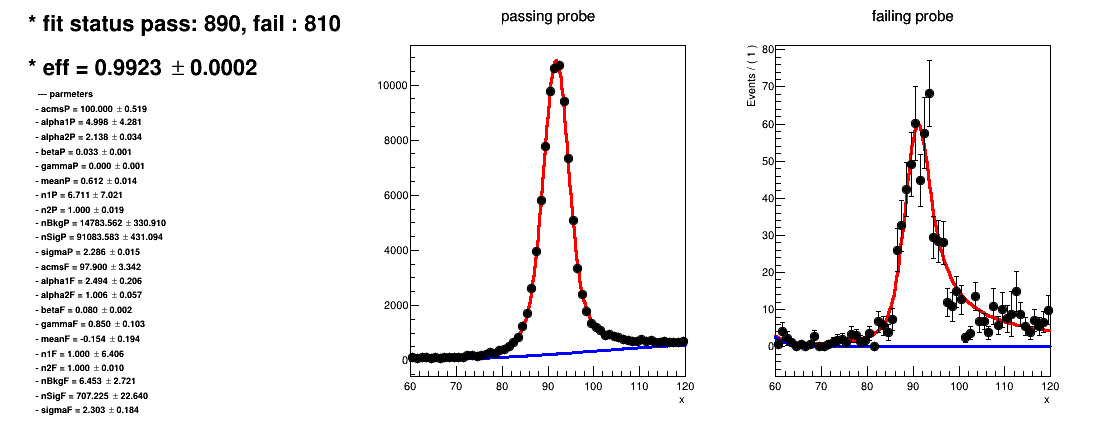 * fit status pass: 890, fail : 810
* eff = 0.9923 ± 0.0002
--- parmeters
- acmsP = 100.000 ± 0.519
- alpha1P = 4.998 ± 4.281
- alpha2P = 2.138 ± 0.034
- betaP = 0.033 ± 0.001
- gammaP = 0.000 ± 0.001
- meanP = 0.612 ± 0.014
- n1P = 6.711 ± 7.021
- n2P = 1.000 ± 0.019
- nBkgP = 14783.562 ± 330.910
- nSigP = 91083.583 ± 431.094
- sigmaP = 2.286 ± 0.015
- acmsF = 97.900 ± 3.342
- alpha1F = 2.494 ± 0.206
- alpha2F = 1.006 ± 0.057
- betaF = 0.080 ± 0.002
- gammaF = 0.850 ± 0.103
- meanF = -0.154 ± 0.194
- n1F = 1.000 ± 6.406
- n2F = 1.000 ± 0.010
- nBkgF = 6.453 ± 2.721
- nSigF = 707.225 ± 22.640
- sigmaF = 2.303 ± 0.184
passing probe
10000
8000
6000
4000
2000
0
60 70 80 90 100 110 120
x
failing probe
Events / ( 1 )
80
70
60
50
40
30
20
10
0
60 70 80 90 100 110 120
x